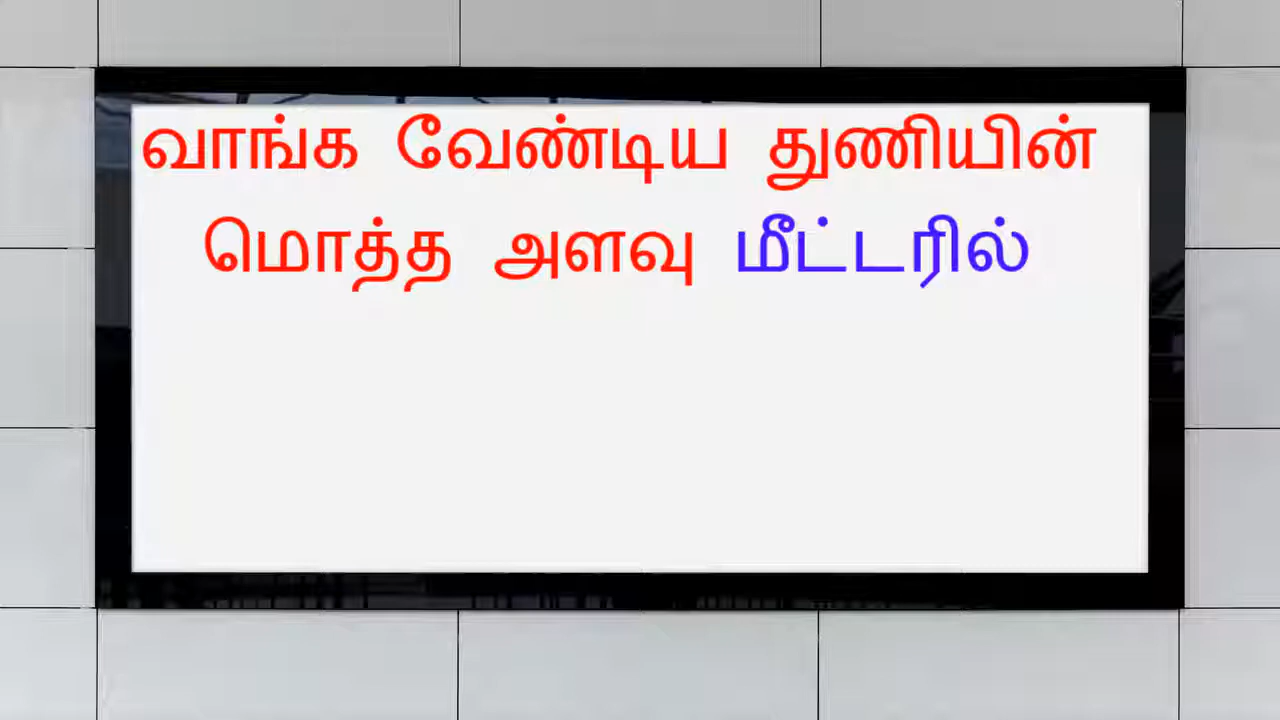 வாங்க வேண்டிய துணியின்
மொத்த அளவு மீட்டரில்